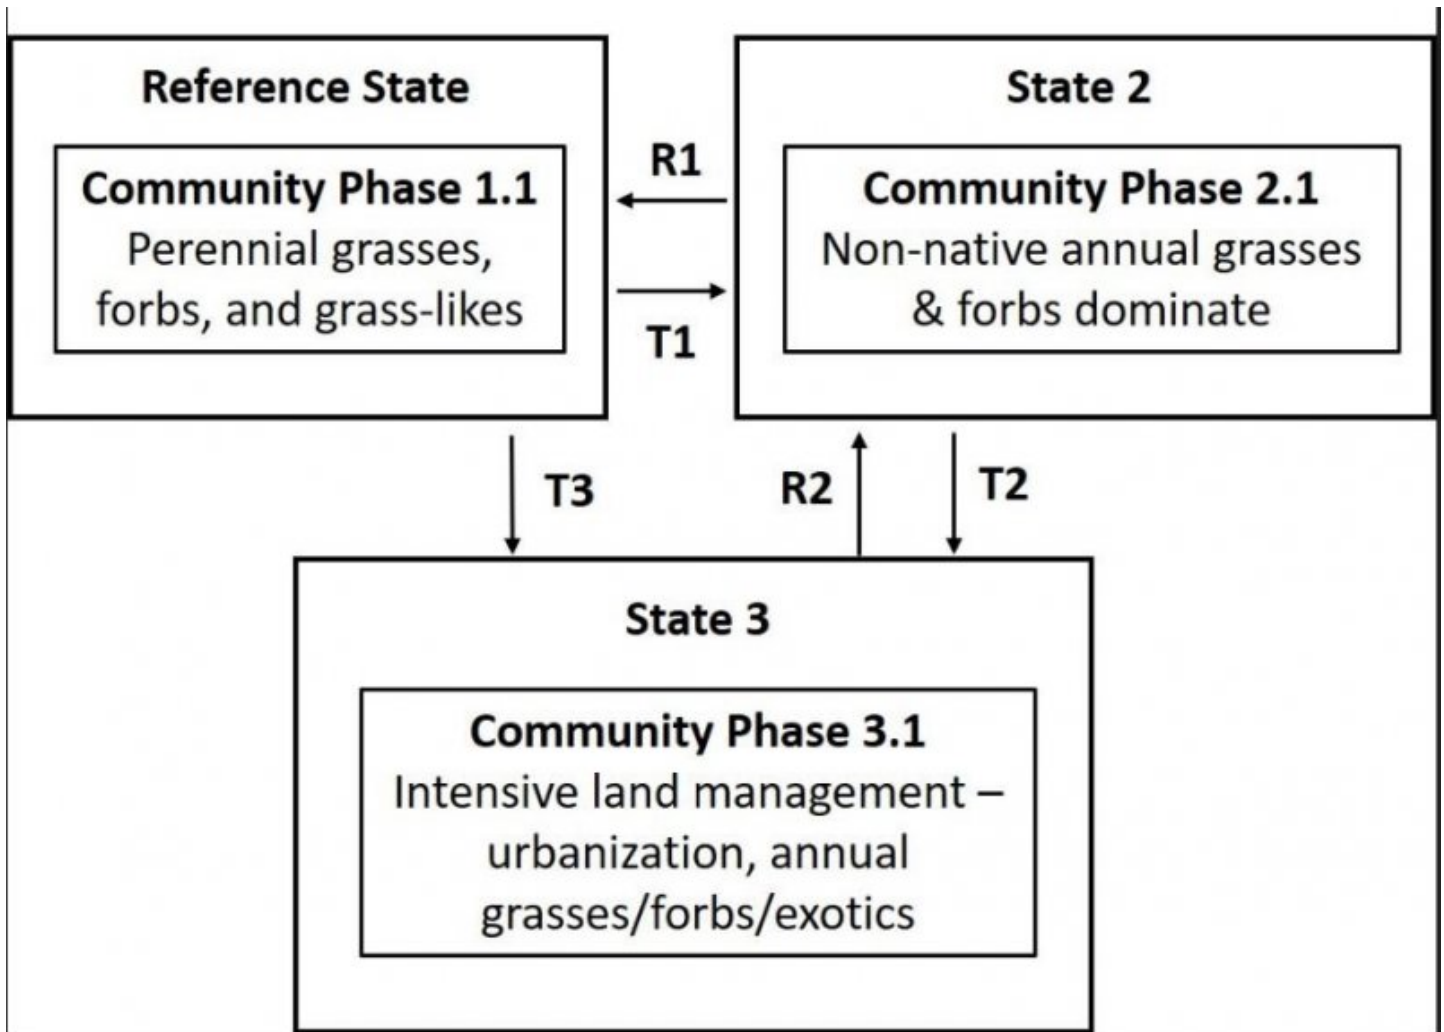 Reference State
Community Phase 1.1
Perennial grasses,
forbs, and grass-likes
R1
T1
State 2
Community Phase 2.1
Non-native annual grasses
& forbs dominate
T3
R2
T2
State 3
Community Phase 3.1
Intensive land management –
urbanization, annual
grasses/forbs/exotics